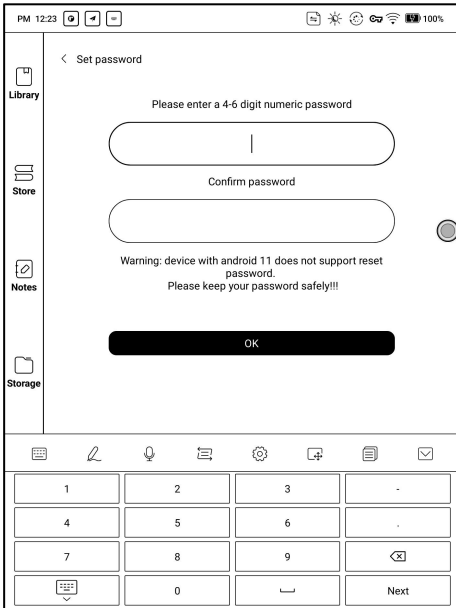 PM 12:23
100%
Set password
Library
Please enter a 4-6 digit numeric password
Store
Confirm password
Warning: device with android 11 does not support reset
password.
Please keep your password safely!!!
Notes
OK
Storage
1 2 3 -
4 5 6 .
7 8 9
0 Next